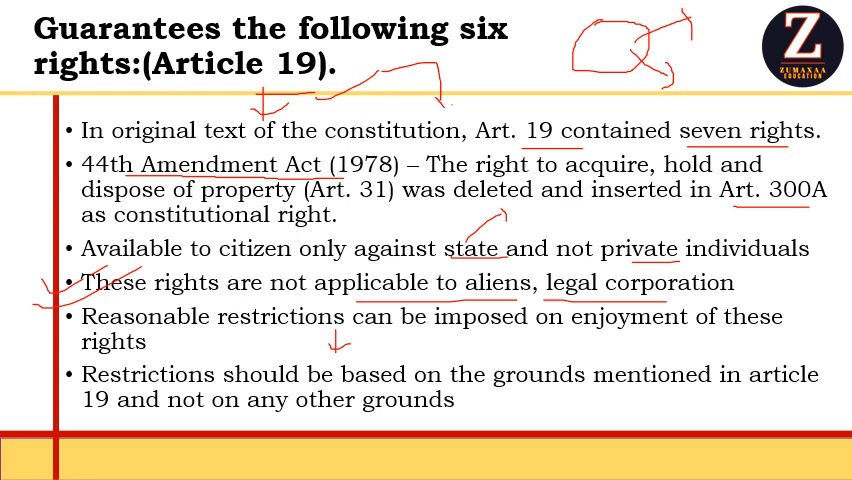 Guarantees the following six
rights:(Article 19).
Z
ZUMAXAA
EDUCATION
• In original text of the constitution, Art. 19 contained seven rights.
• 44th Amendment Act (1978) – The right to acquire, hold and
dispose of property (Art. 31) was deleted and inserted in Art. 300A
as constitutional right.
• Available to citizen only against state and not private individuals
• These rights are not applicable to aliens, legal corporation
• Reasonable restrictions can be imposed on enjoyment of these
rights
• Restrictions should be based on the grounds mentioned in article
19 and not on any other grounds